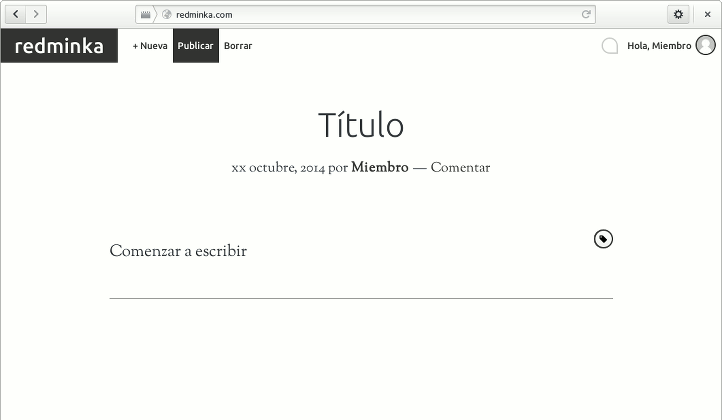 redminka.com
redminka + Nueva Publicar Borrar Hola, Miembro
Título
xx octubre, 2014 por Miembro — Comentar
Comenzar a escribir